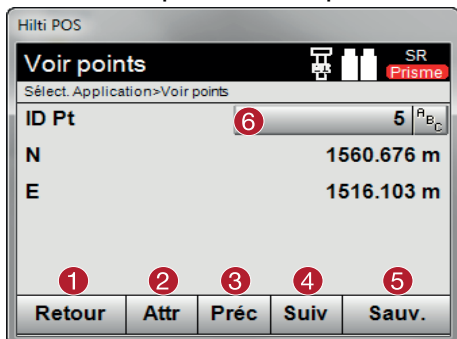 Hilti POS
Voir points
SR
Prisme
Sélect. Application>Voir points
ID Pt
6
5
ABC
N
1560.676 m
E
1516.103 m
1
2
3
4
5
Retour
Attr
Préc
Suiv
Sauv.